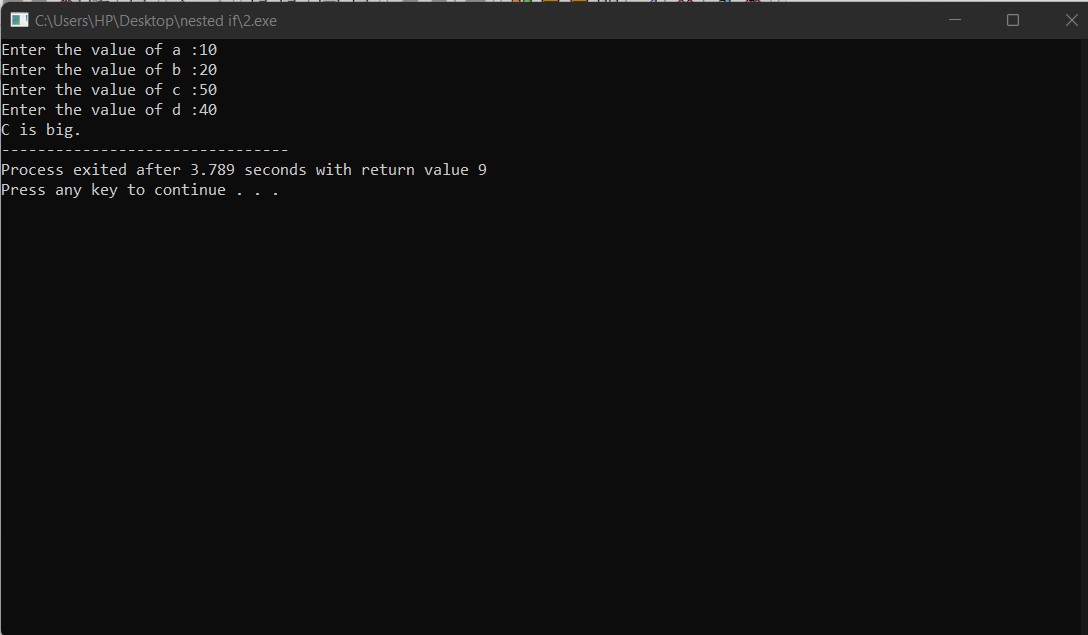 C:\Users\HP\Desktop\nested if\2.exe
Enter the value of a :10
Enter the value of b :20
Enter the value of c :50
Enter the value of d :40
C is big.
--------------------------------
Process exited after 3.789 seconds with return value 9
Press any key to continue . . .